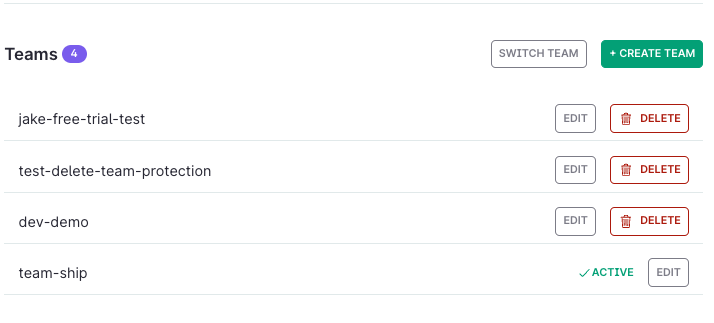 Teams 4 SWITCH TEAM + CREATE TEAM
jake-free-trial-test EDIT DELETE
test-delete-team-protection EDIT DELETE
dev-demo EDIT DELETE
team-ship ACTIVE EDIT